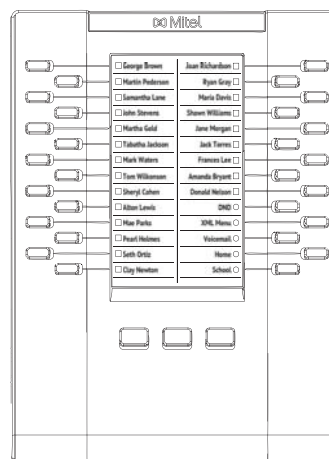 Mitel
George Brown Joan Richardson
Martin Pederson Ryan Gray
Samantha Lane Maria Davis
John Stevens Shawn Williams
Martha Gold Jane Morgan
Tabatha Jackson Jack Torres
Mark Waters Frances Lee
Tom Wilkenson Amanda Bryant
Sheryl Cohen Donald Nelson
Alton Lewis DND
Mae Parks XML Menu
Pearl Holmes Voicemail
Seth Ortiz Home
Clay Newton School